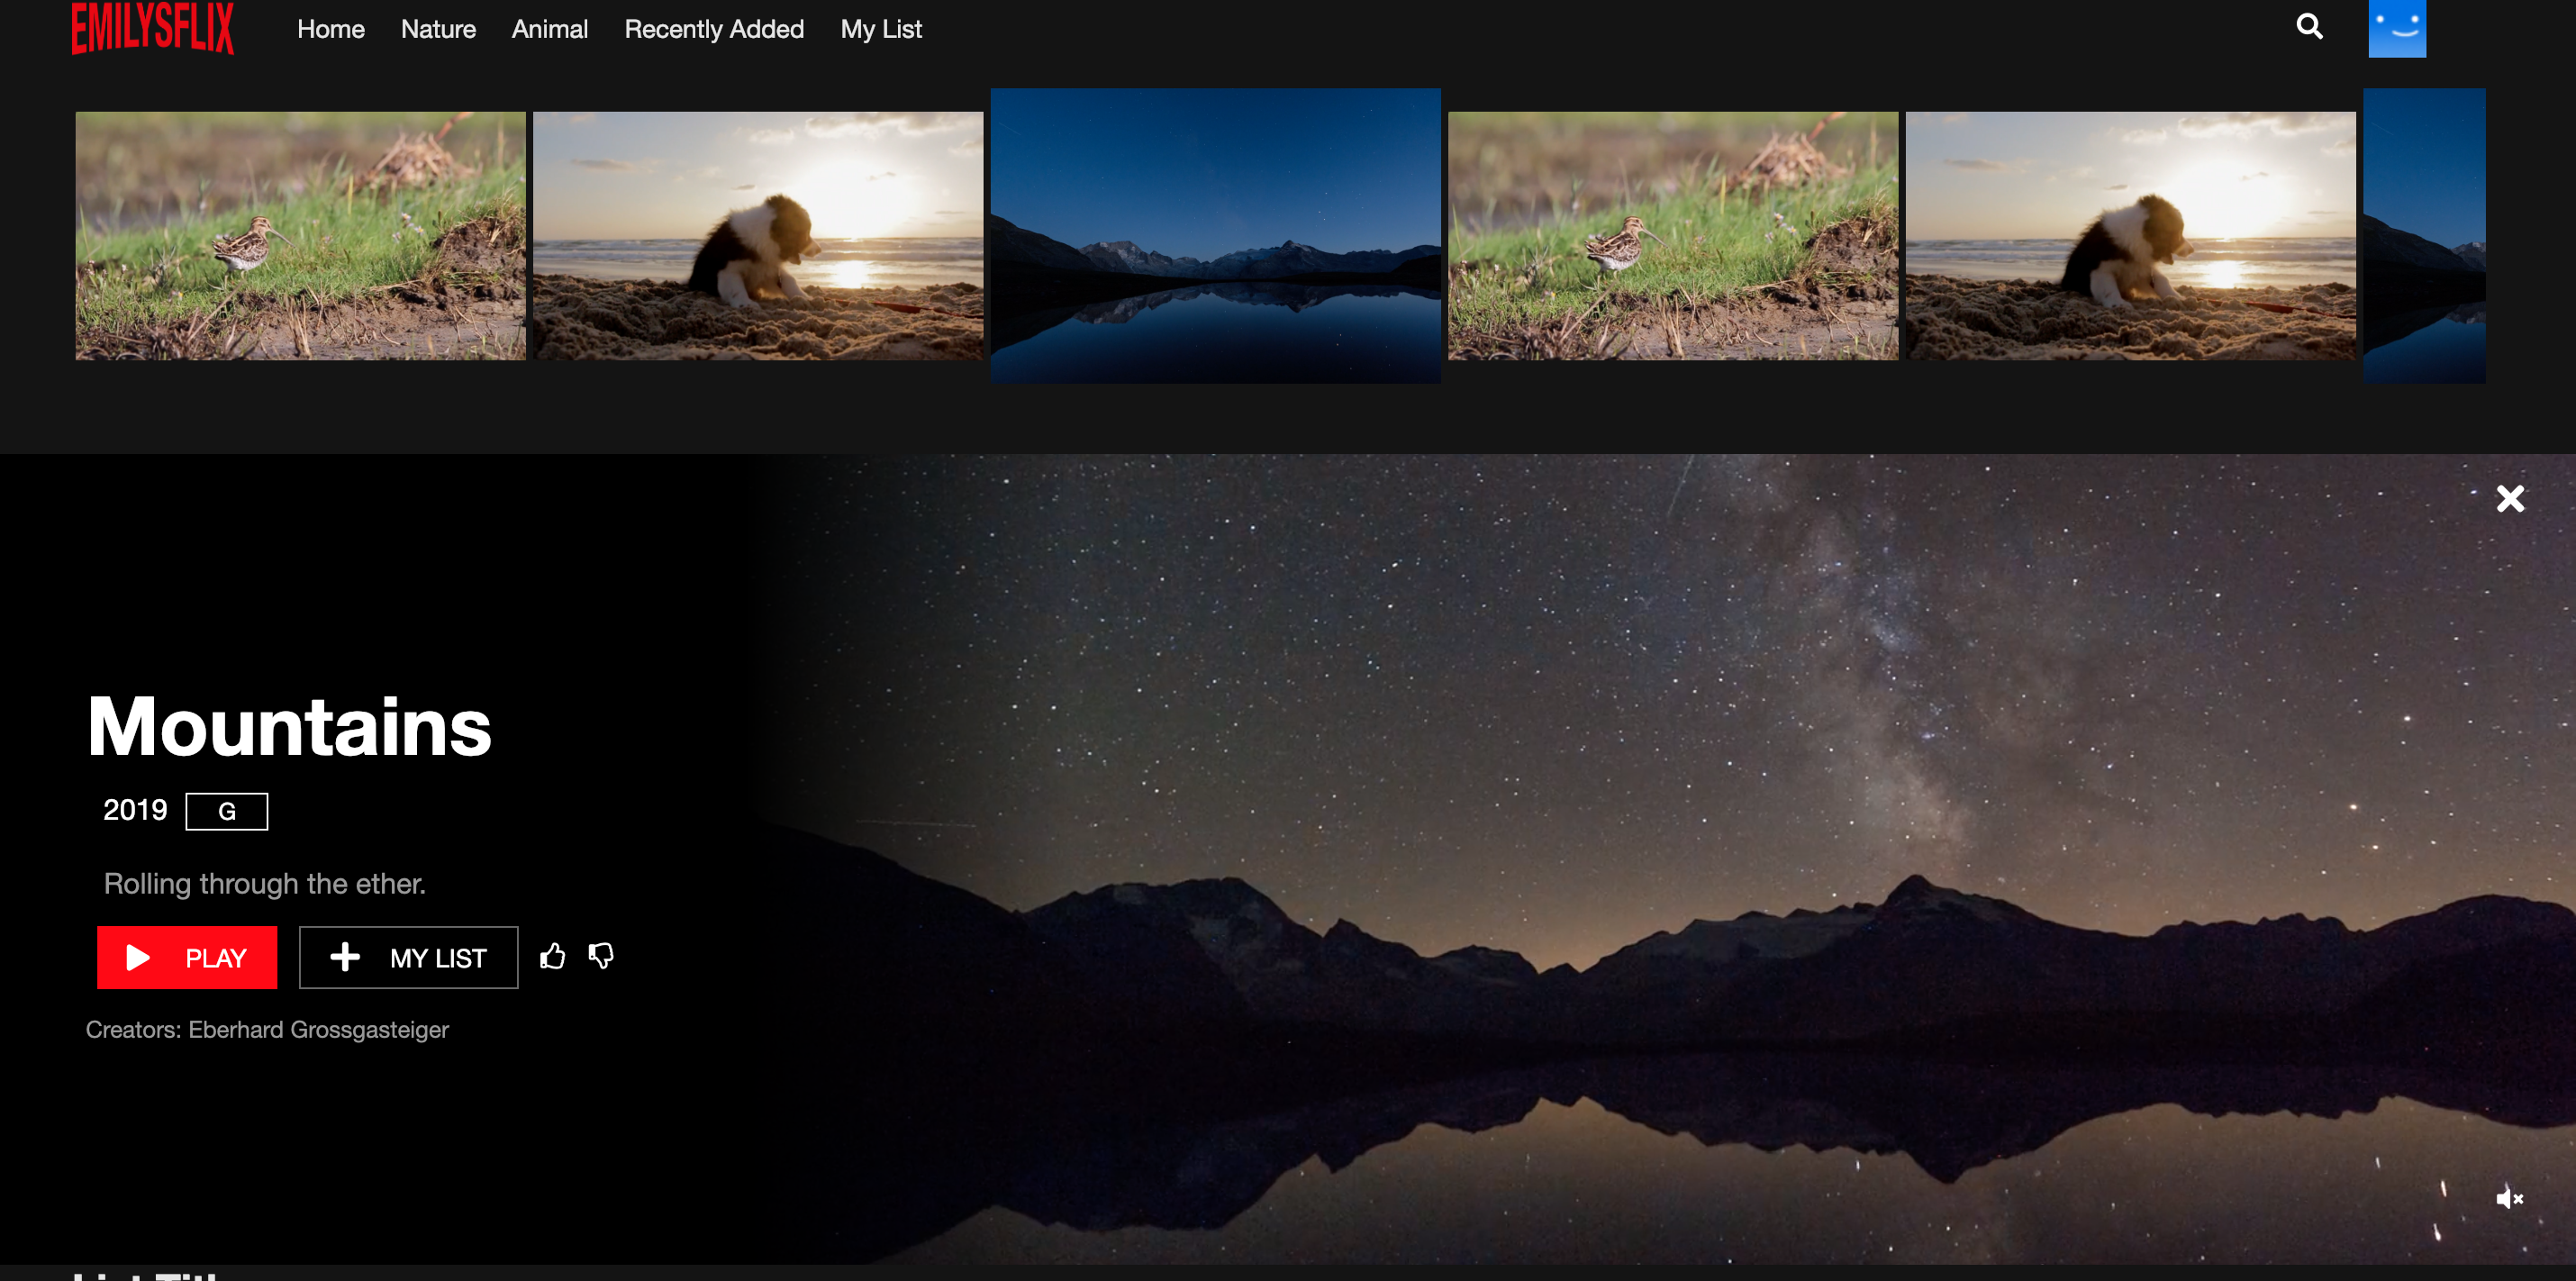 EMILYSFLIX
Home Nature Animal Recently Added My List
Mountains
2019 G
Rolling through the ether.
PLAY MY LIST
Creators: Eberhard Grossgasteiger